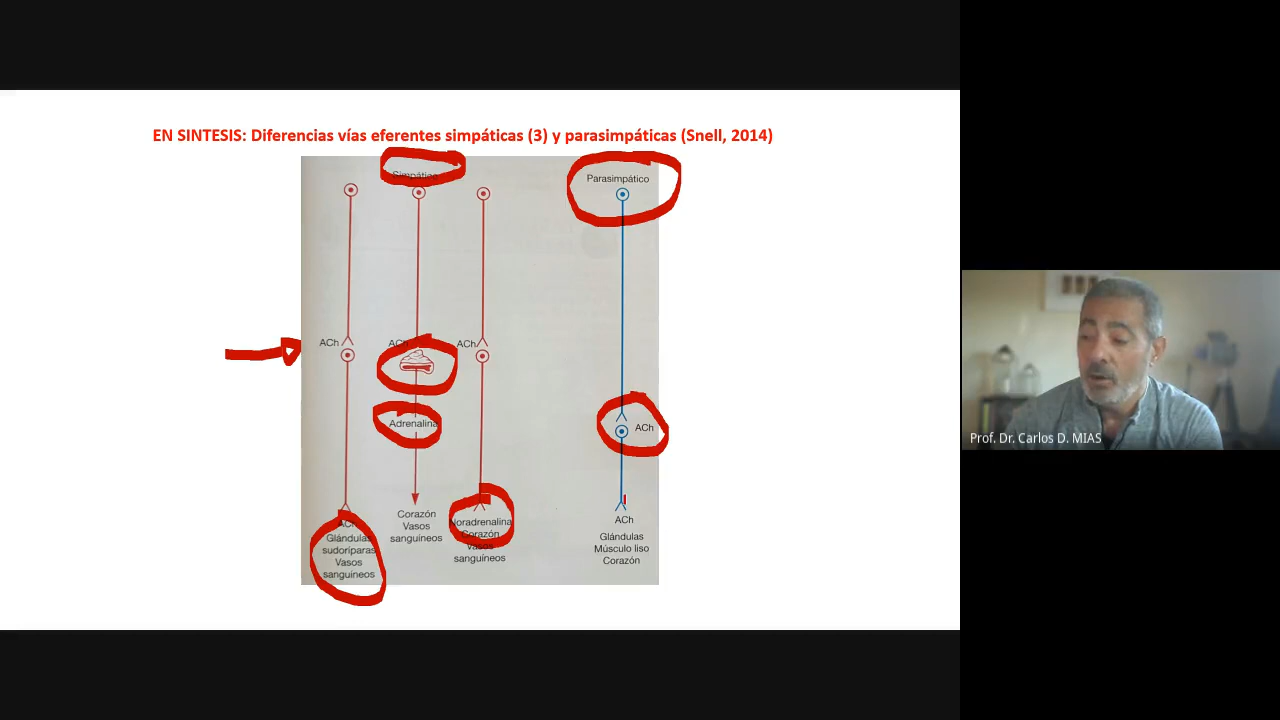 EN SINTESIS: Diferencias vías eferentes simpáticas (3) y parasimpáticas (Snell, 2014)
Simpático
Parasimpático
ACh
ACh
ACh
Adrenalina
ACh
ACh
Glándulas
sudoríparas
Vasos
sanguíneos
Corazón
Vasos
sanguíneos
Noradrenalina
Corazón
Vasos
sanguíneos
ACh
Glándulas
Músculo liso
Corazón
Prof. Dr. Carlos D. MIAS